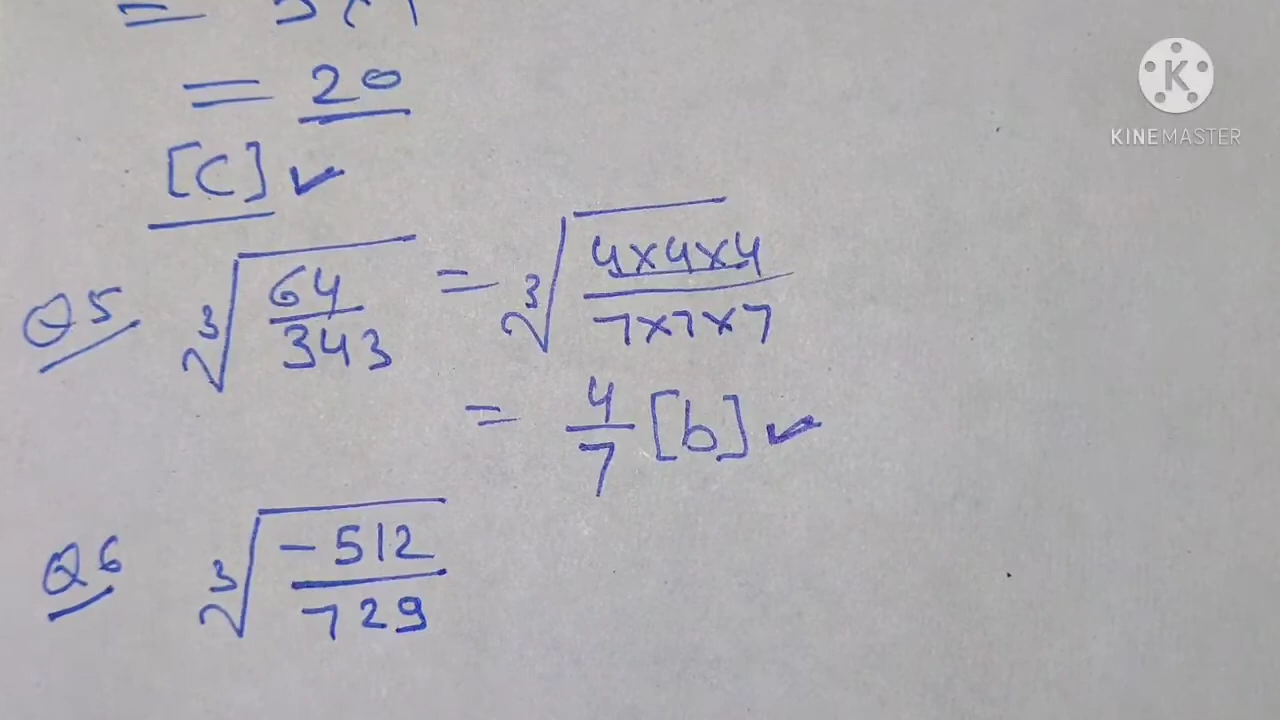 = 20
[C] ✓
Q5 ∛(64/343) = ∛(4×4×4/7×7×7)
= 4/7 [b] ✓
Q6 ∛(-512/729)
K
KINEMASTER